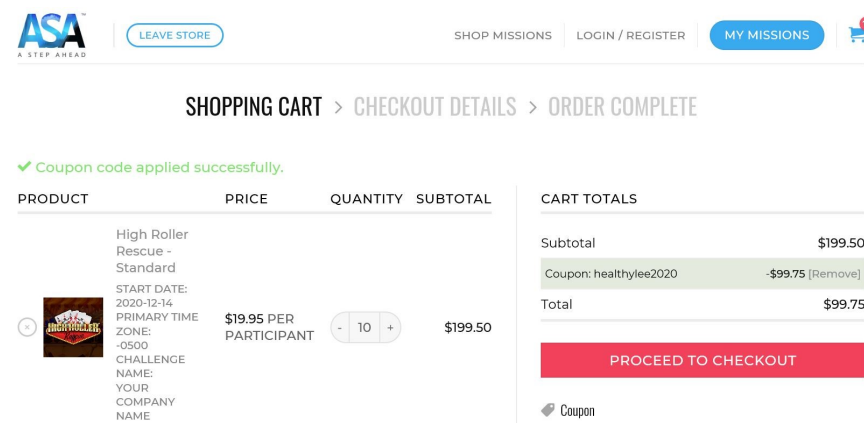 ASA
A STEP AHEAD
LEAVE STORE
SHOP MISSIONS
LOGIN / REGISTER
MY MISSIONS
SHOPPING CART > CHECKOUT DETAILS > ORDER COMPLETE
Coupon code applied successfully.
PRODUCT PRICE QUANTITY SUBTOTAL
High Roller
Rescue -
Standard
START DATE:
2020-12-14
PRIMARY TIME
ZONE:
-0500
CHALLENGE
NAME:
YOUR
COMPANY
NAME
HIGH ROLLER
$19.95 PER
PARTICIPANT
- 10 +
$199.50
CART TOTALS
Subtotal $199.50
Coupon: healthylee2020 -$99.75 [Remove]
Total $99.75
PROCEED TO CHECKOUT
Coupon